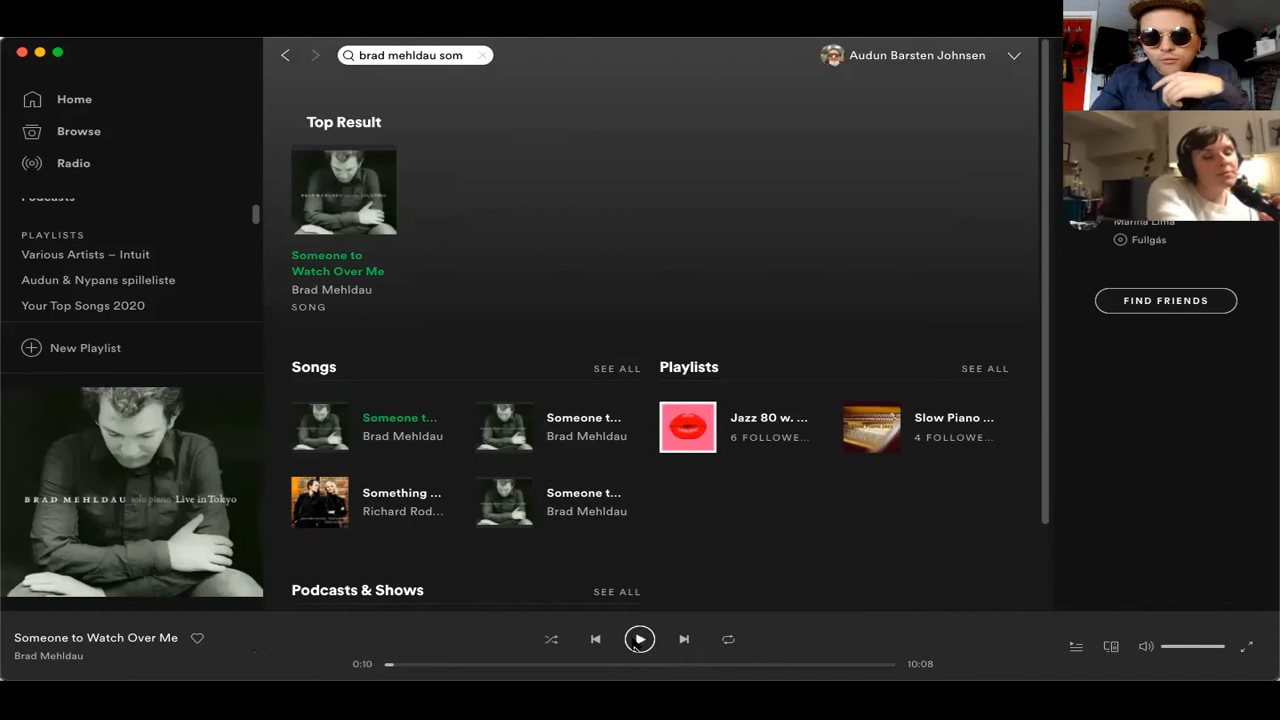 brad mehldau som
Audun Barsten Johnsen
Home
Browse
Radio
Podcasts
PLAYLISTS
Various Artists – Intuit
Audun & Nypans spilleliste
Your Top Songs 2020
New Playlist
BRAD MEHLDAU solo piano Live in Tokyo
Top Result
Someone to
Watch Over Me
Brad Mehldau
SONG
Songs
SEE ALL
Someone t...
Brad Mehldau
Someone t...
Brad Mehldau
Something ...
Richard Rod...
Someone t...
Brad Mehldau
Playlists
SEE ALL
Jazz 80 w. ...
6 FOLLOWE...
Slow Piano ...
4 FOLLOWE...
Podcasts & Shows
SEE ALL
Marina Lima
Fullgás
FIND FRIENDS
Someone to Watch Over Me
Brad Mehldau
0:10
10:08